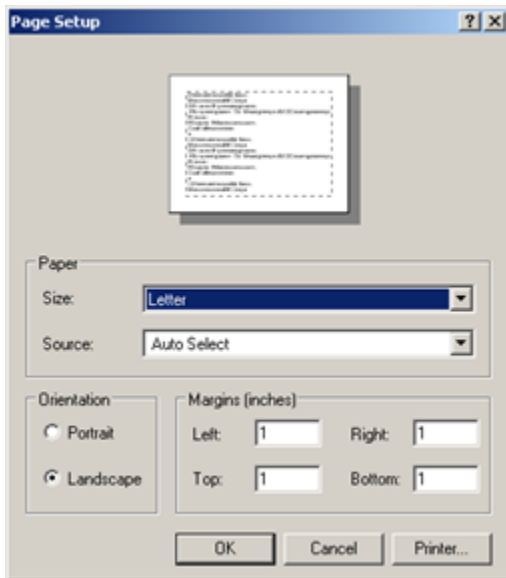 Page Setup
Paper
Size: Letter
Source: Auto Select
Orientation
Portrait
Landscape
Margins (inches)
Left: 1 Right: 1
Top: 1 Bottom: 1
OK Cancel Printer...